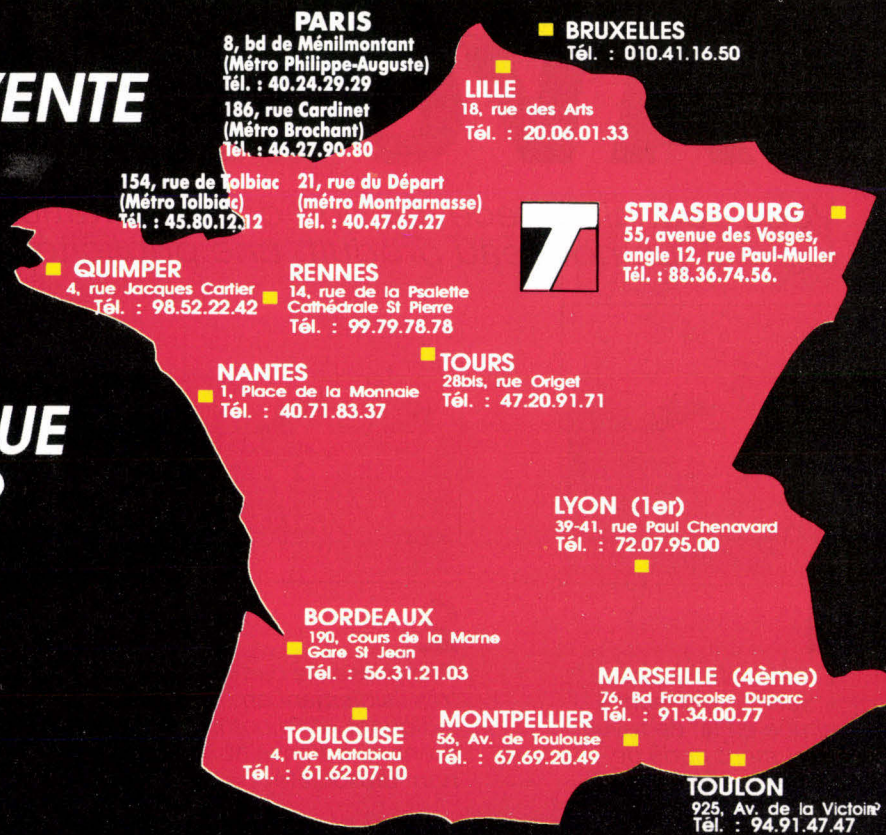 PARIS
8, bd de Ménilmontant
(Métro Philippe-Auguste)
Tél. : 40.24.29.29
186, rue Cardinet
(Métro Brochant)
Tél. : 46.27.90.80
154, rue de Tolbiac
(Métro Tolbiac)
Tél. : 45.80.12.12
21, rue du Départ
(métro Montparnasse)
Tél. : 40.47.67.27
BRUXELLES
Tél. : 010.41.16.50
LILLE
18, rue des Arts
Tél. : 20.06.01.33
VENTE
T
STRASBOURG
55, avenue des Vosges,
angle 12, rue Paul-Muller
Tél. : 88.36.74.56.
QUIMPER
4, rue Jacques Cartier
Tél. : 98.52.22.42
RENNES
14, rue de la Psalette
Cathédrale St Pierre
Tél. : 99.79.78.78
NANTES
1, Place de la Monnaie
Tél. : 40.71.83.37
TOURS
28bis, rue Origet
Tél. : 47.20.91.71
UE
LYON (1er)
39-41, rue Paul Chenavard
Tél. : 72.07.95.00
BORDEAUX
190, cours de la Marne
Gare St Jean
Tél. : 56.31.21.03
MARSEILLE (4ème)
76, Bd Françoise Duparc
Tél. : 91.34.00.77
TOULOUSE
4, rue Matabiau
Tél. : 61.62.07.10
MONTPELLIER
56, Av. de Toulouse
Tél. : 67.69.20.49
TOULON
925, Av. de la Victoire
Tél. : 94.91.47.47